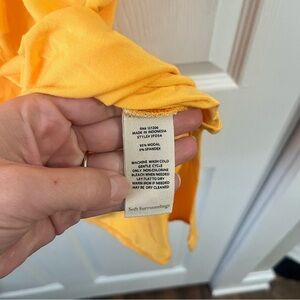 MADE IN INDONESIA
95% MODAL
5% SPANDEX
MACHINE WASH COLD
GENTLE CYCLE
ONLY NON-CHLORINE
BLEACH WHEN NEEDED
LAY FLAT TO DRY
WARM IRON IF NEEDED
MAY BE DRY CLEANED
Soft Surroundings